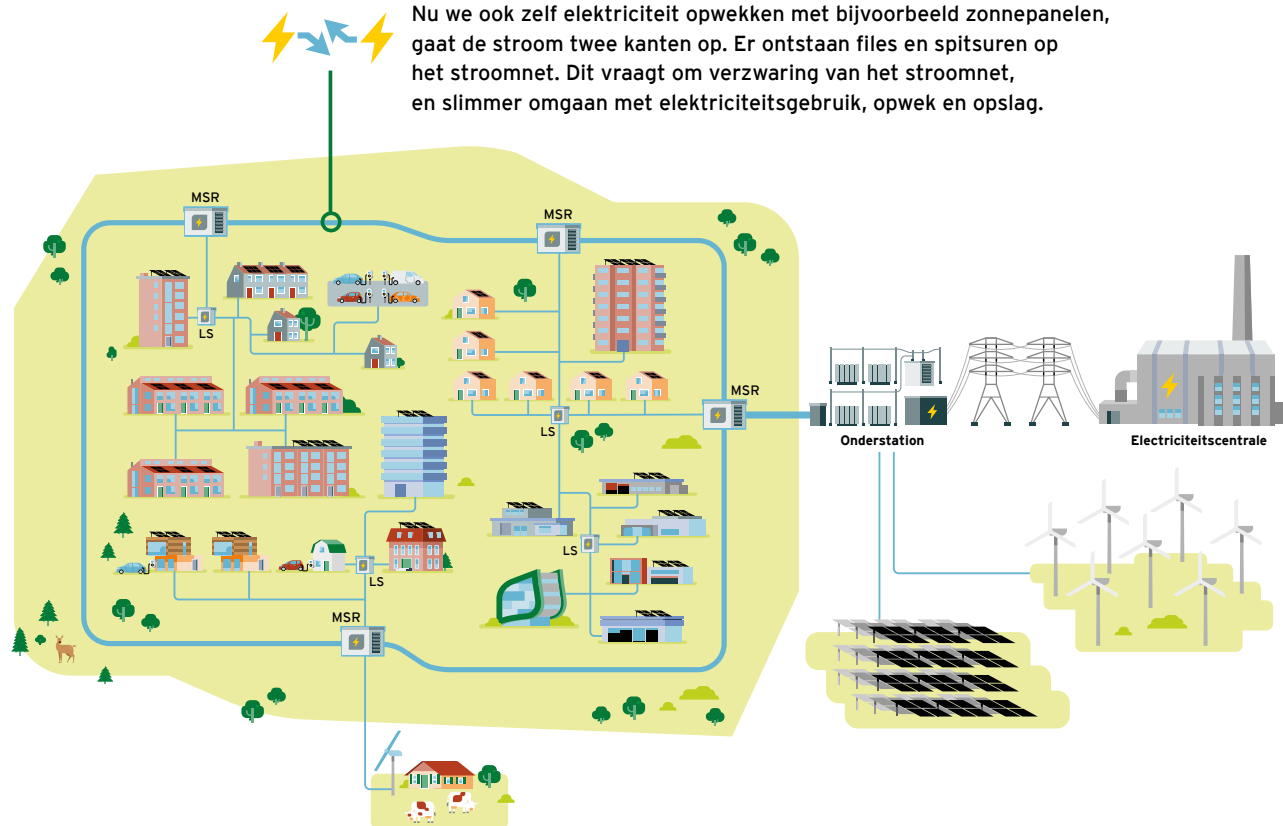 Nu we ook zelf elektriciteit opwekken met bijvoorbeeld zonnepanelen,
gaat de stroom twee kanten op. Er ontstaan files en spitsuren op
het stroomnet. Dit vraagt om verzwaring van het stroomnet,
en slimmer omgaan met elektriciteitsgebruik, opwek en opslag.
MSR
MSR
LS
MSR
LS
Onderstation
Electriciteitscentrale
LS
LS
MSR